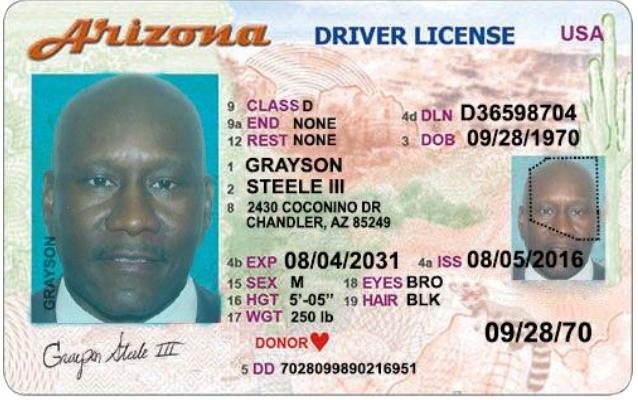 Arizona DRIVER LICENSE USA
9 CLASS D
9a END NONE
12 REST NONE
4d DLN D36598704
3 DOB 09/28/1970
1 GRAYSON
2 STEELE III
8 2430 COCONINO DR
CHANDLER, AZ 85249
4b EXP 08/04/2031 4a ISS 08/05/2016
15 SEX M 18 EYES BRO
16 HGT 5'-05" 19 HAIR BLK
17 WGT 250 lb
GRAYSON
09/28/70
DONOR
Grayson Steele III
5 DD 7028099890216951